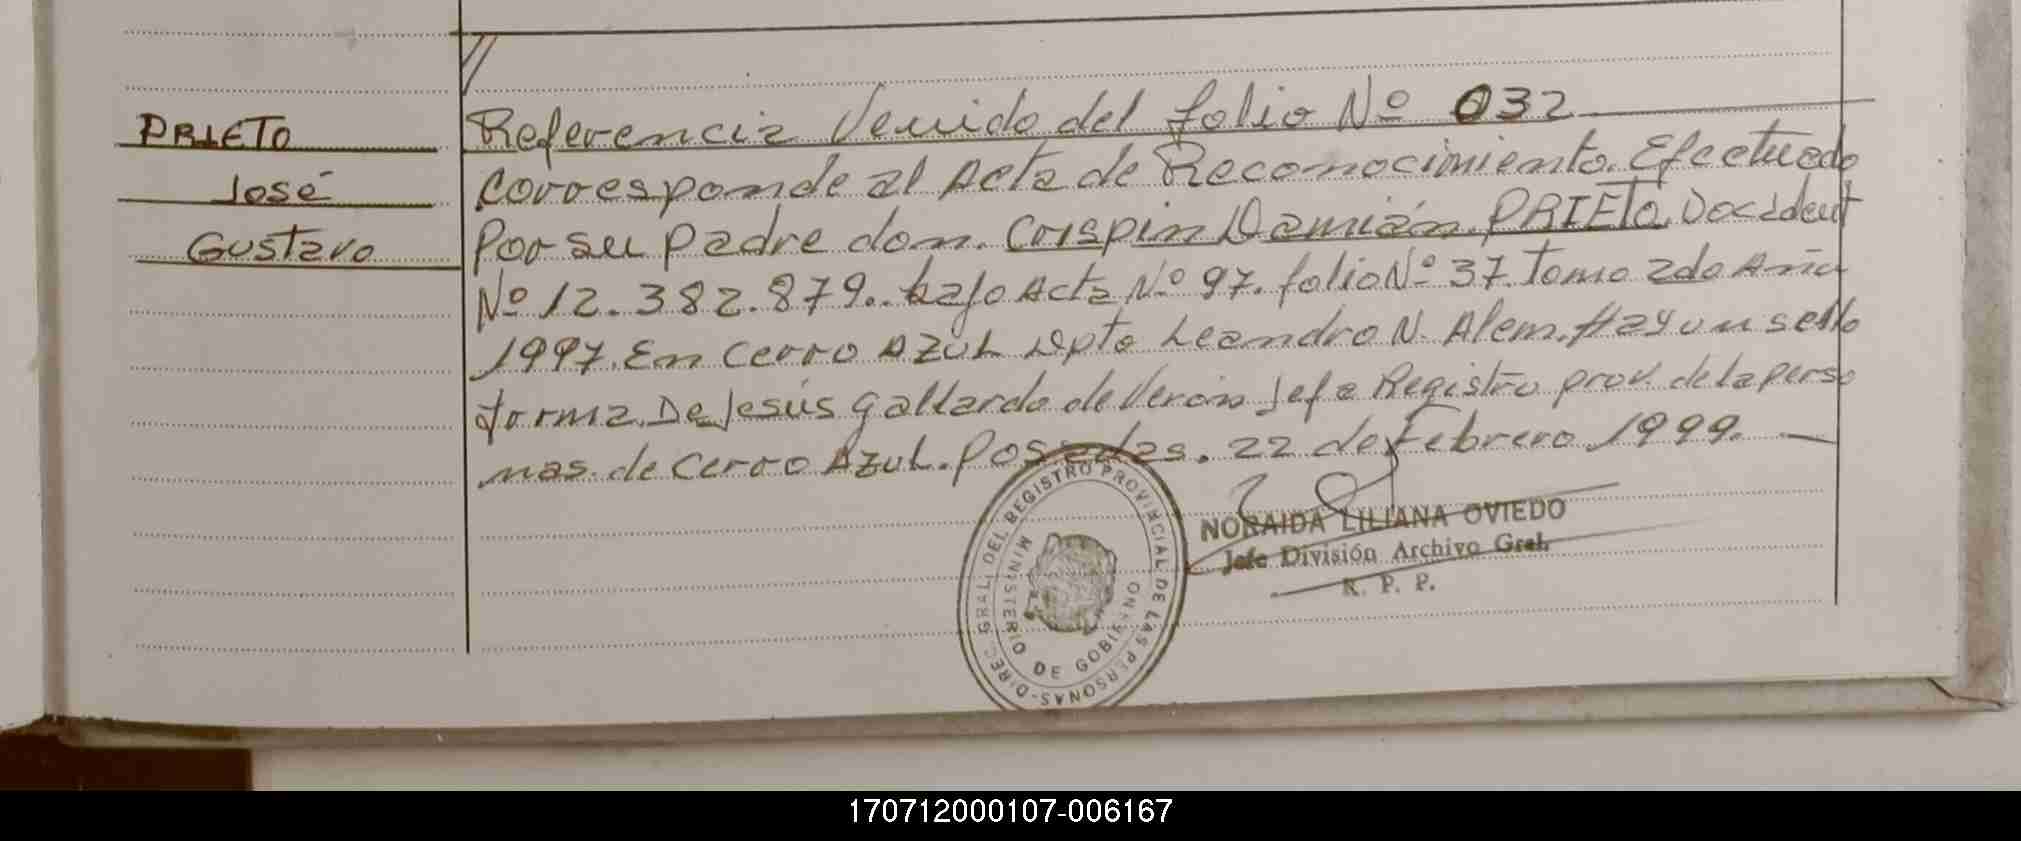 PRIETO
José
Gustavo
Referencia Venido del folio Nº 032
Corresponde al Acta de Reconocimiento. Efectuado
Por su padre don. Crispin Damián. PRIETO. Doc ident
Nº 12.382.879. bajo Acta Nº 97. folio Nº 37. Tomo 2do Año
1997. En Cerro Azul Dpto Leandro N. Alem. Hay un sello
forma. De Jesús gallardo de Verón Jefe Registro prov. de la perso
nas. de Cerro Azul. Posadas. 22 de Febrero 1999.
DIREC. GRAL. DEL REGISTRO PROVINCIAL DE LAS PERSONAS-
MINISTERIO DE GOBIERNO
NORAIDA LILIANA OVIEDO
Jefe División Archivo Gral.
R. P. P.
170712000107-006167